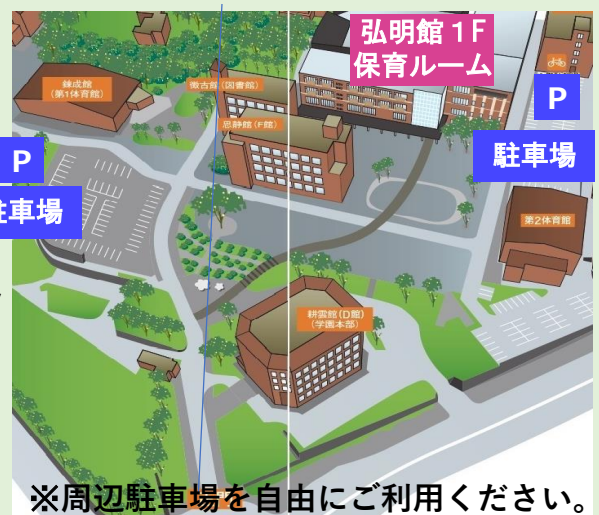 弘明館 1F
保育ルーム
錬成館
(第1体育館)
徴古館(図書館)
思静館(F館)
P
駐車場
P
駐車場
第2体育館
耕雲館(D館)
(学園本部)
※周辺駐車場を自由にご利用ください。